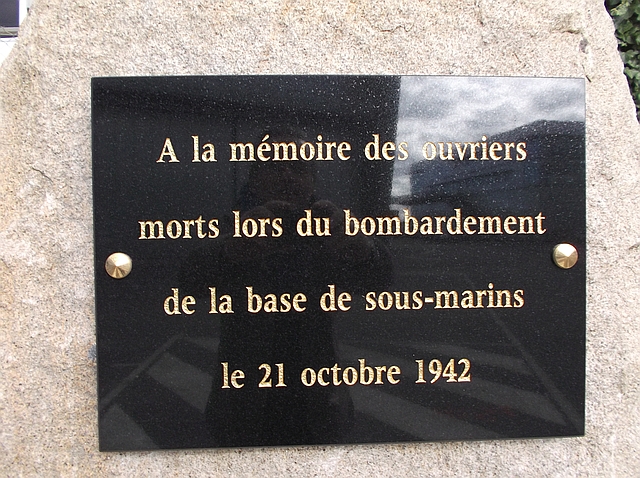 A la mémoire des ouvriers
morts lors du bombardement
de la base de sous-marins
le 21 octobre 1942